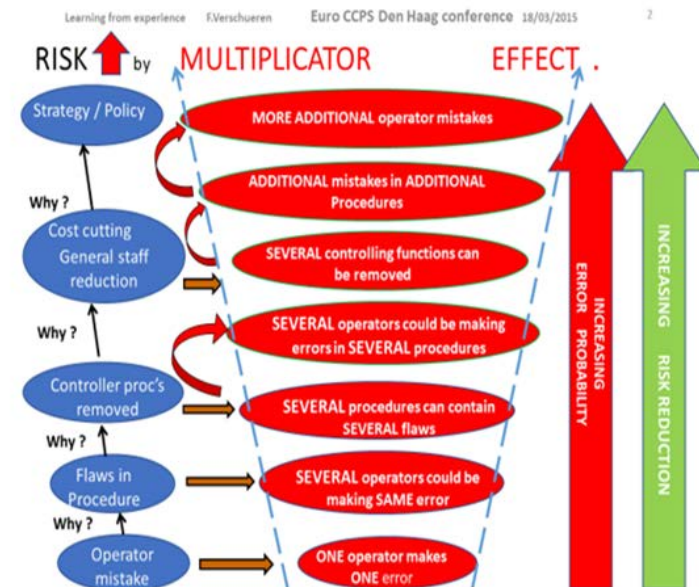 Learning from experience F.Verschueren Euro CCPS Den Haag conference 18/03/2015 2
RISK by MULTIPLICATOR EFFECT .
Strategy / Policy
MORE ADDITIONAL operator mistakes
ADDITIONAL mistakes in ADDITIONAL
Procedures
Why ?
Cost cutting
General staff
reduction
SEVERAL controlling functions can
be removed
Why ?
SEVERAL operators could be making
errors in SEVERAL procedures
Controller proc's
removed
SEVERAL procedures can contain
SEVERAL flaws
Why ?
Flaws in
Procedure
SEVERAL operators could be
making SAME error
Why ?
Operator
mistake
ONE operator makes
ONE error
INCREASING
ERROR PROBABILITY
INCREASING RISK REDUCTION